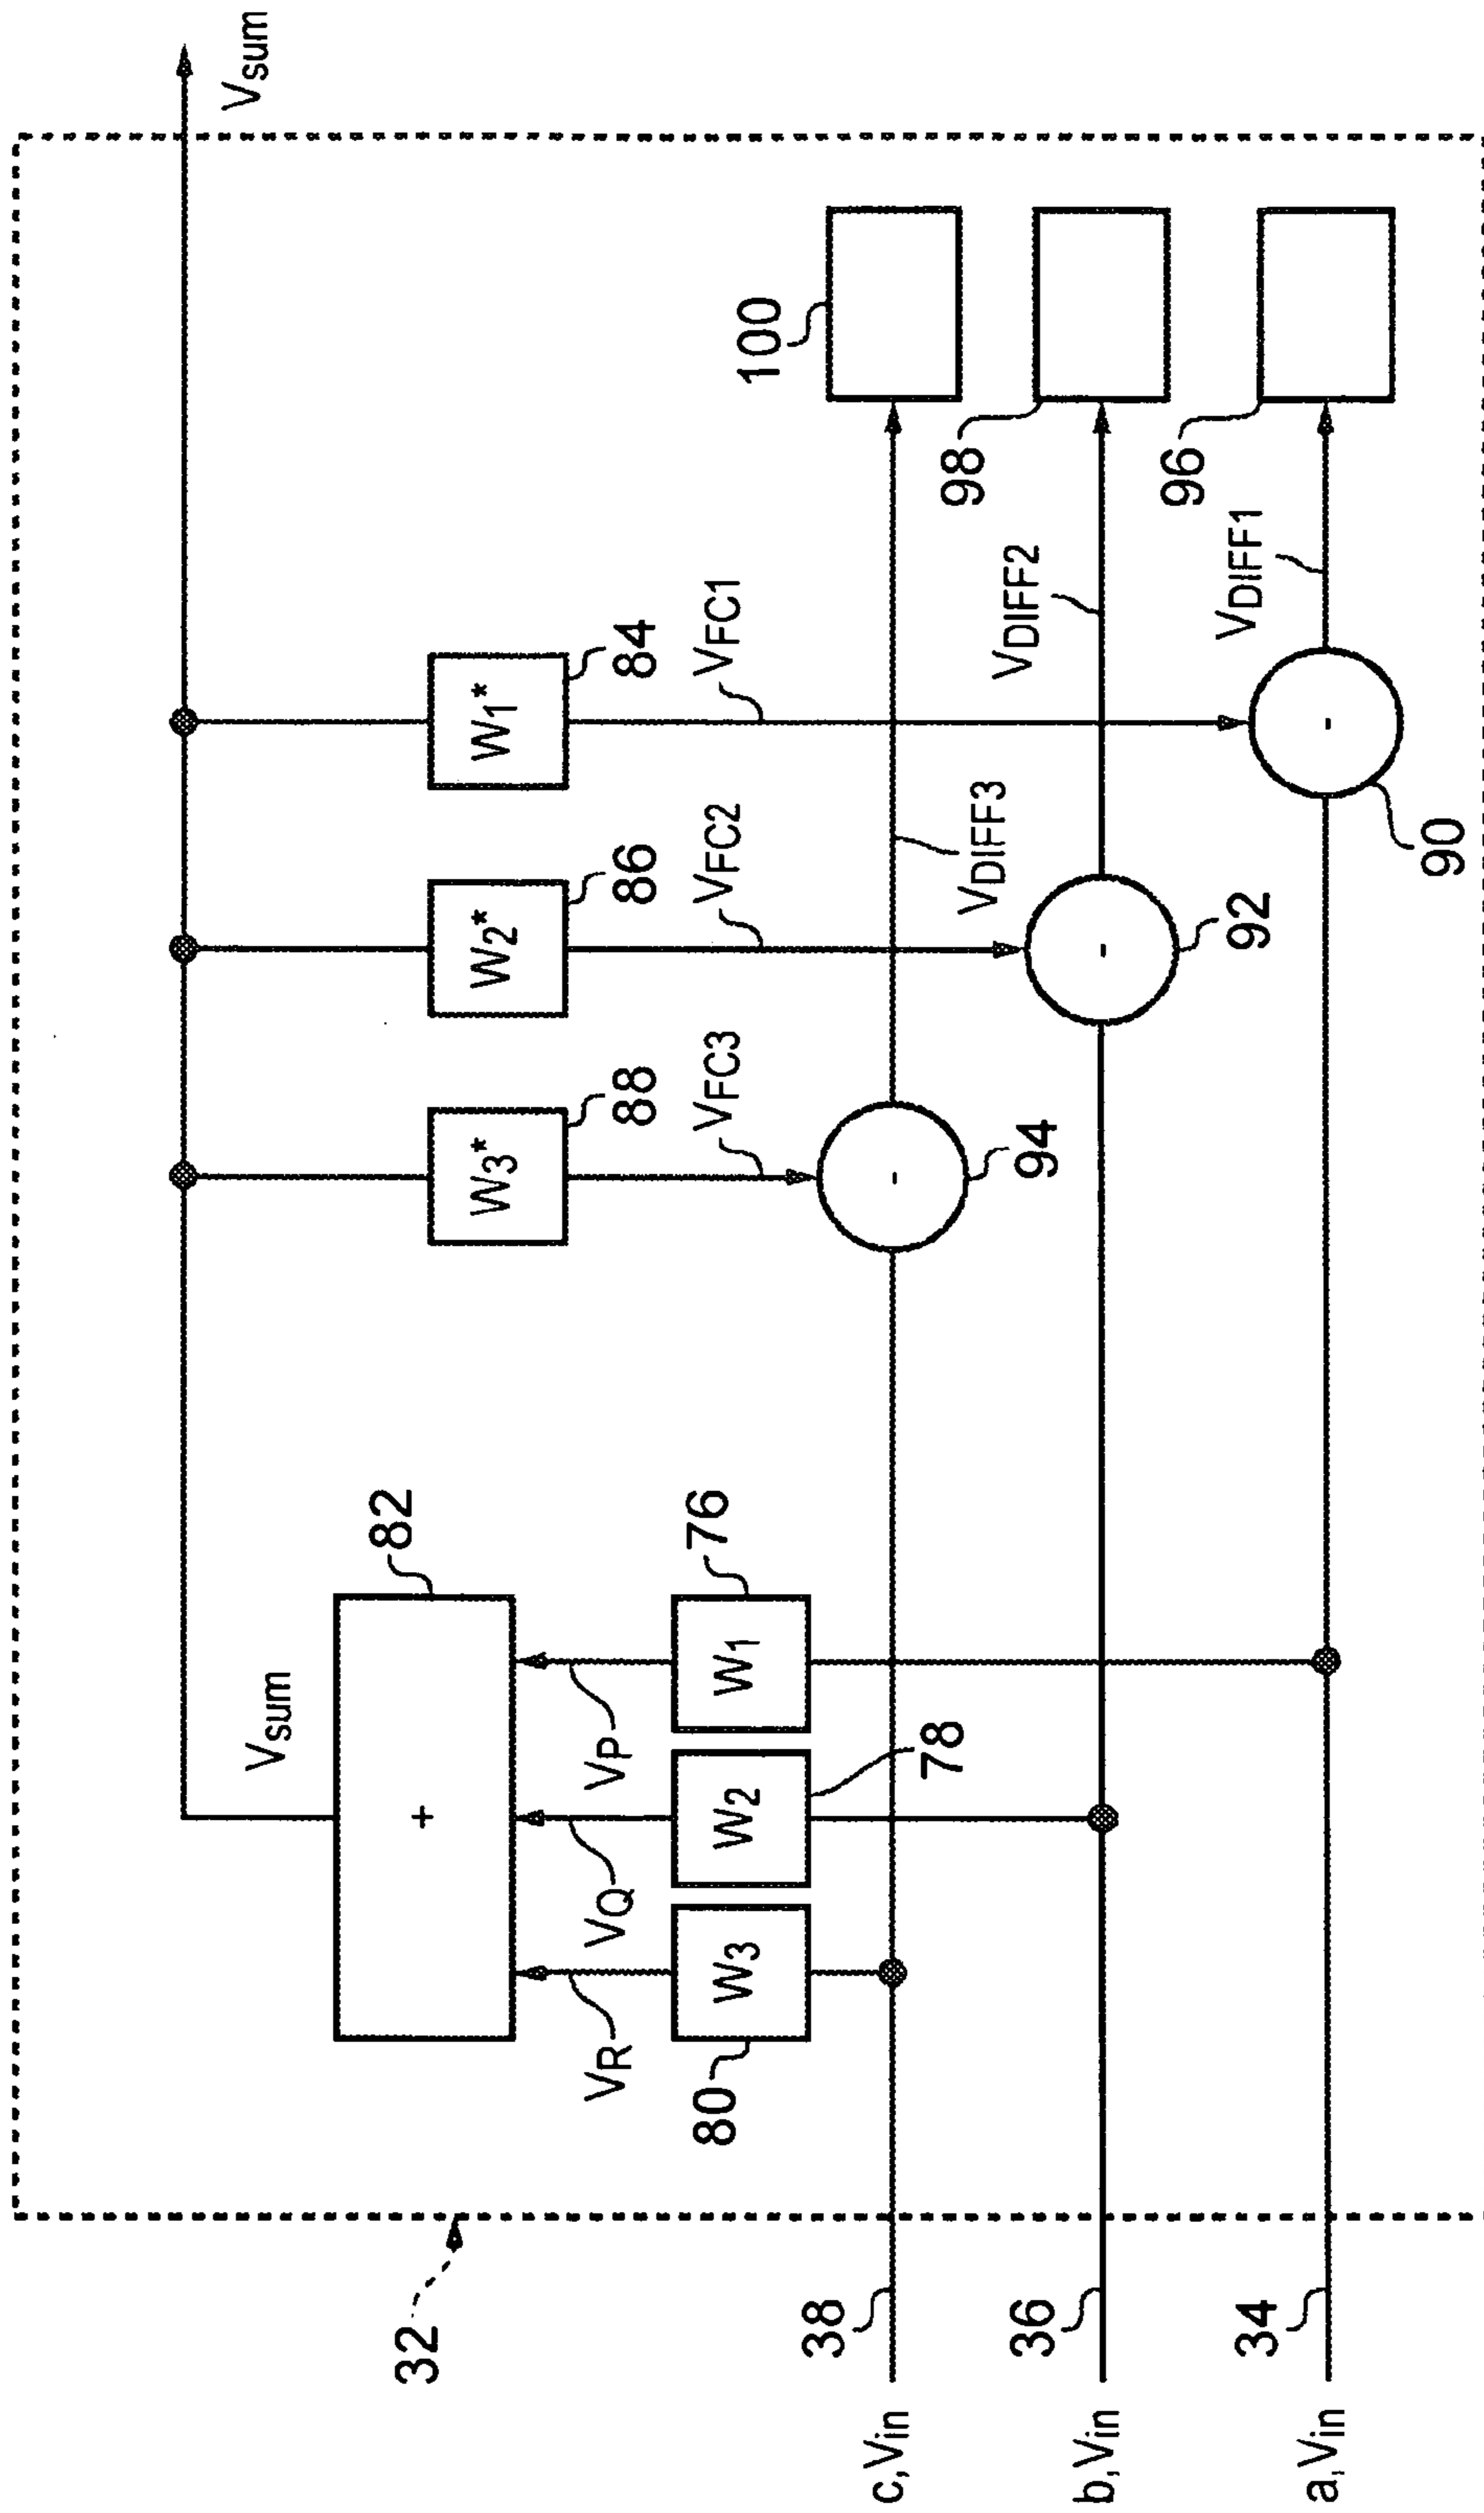 Vsum
32
Vsum
82
+
VR
VQ
VP
80
W3
W2
W1
76
78
W3*
W2*
W1*
88
86
84
VFC3
VFC2
VFC1
100
c,Vin
38
-
94
VDIFF3
98
b,Vin
36
-
92
VDIFF2
96
a,Vin
34
-
90
VDIFF1